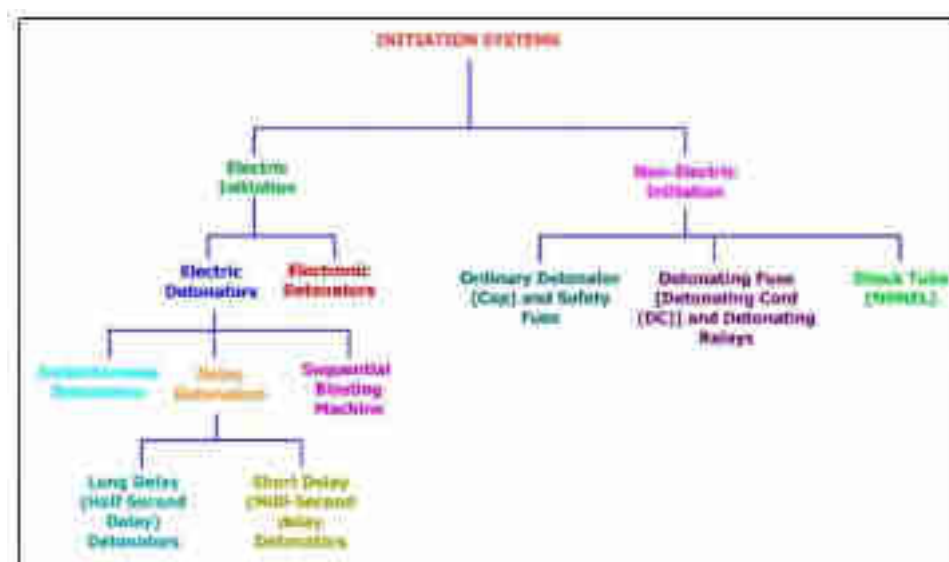 INITIATION SYSTEMS
Electric
Initiation
Non-Electric
Initiation
Electric
Detonators
Electronic
Detonators
Ordinary Detonator
(Cap) and Safety
Fuse
Detonating Fuse
[Detonating Cord
(DC)] and Detonating
Relays
Shock Tube
(NONEL)
Instantaneous
Detonators
Delay
Detonators
Sequential
Blasting
Machine
Long Delay
(Half Second
Delay)
Detonators
Short Delay
(Milli-Second
delay
Detonators